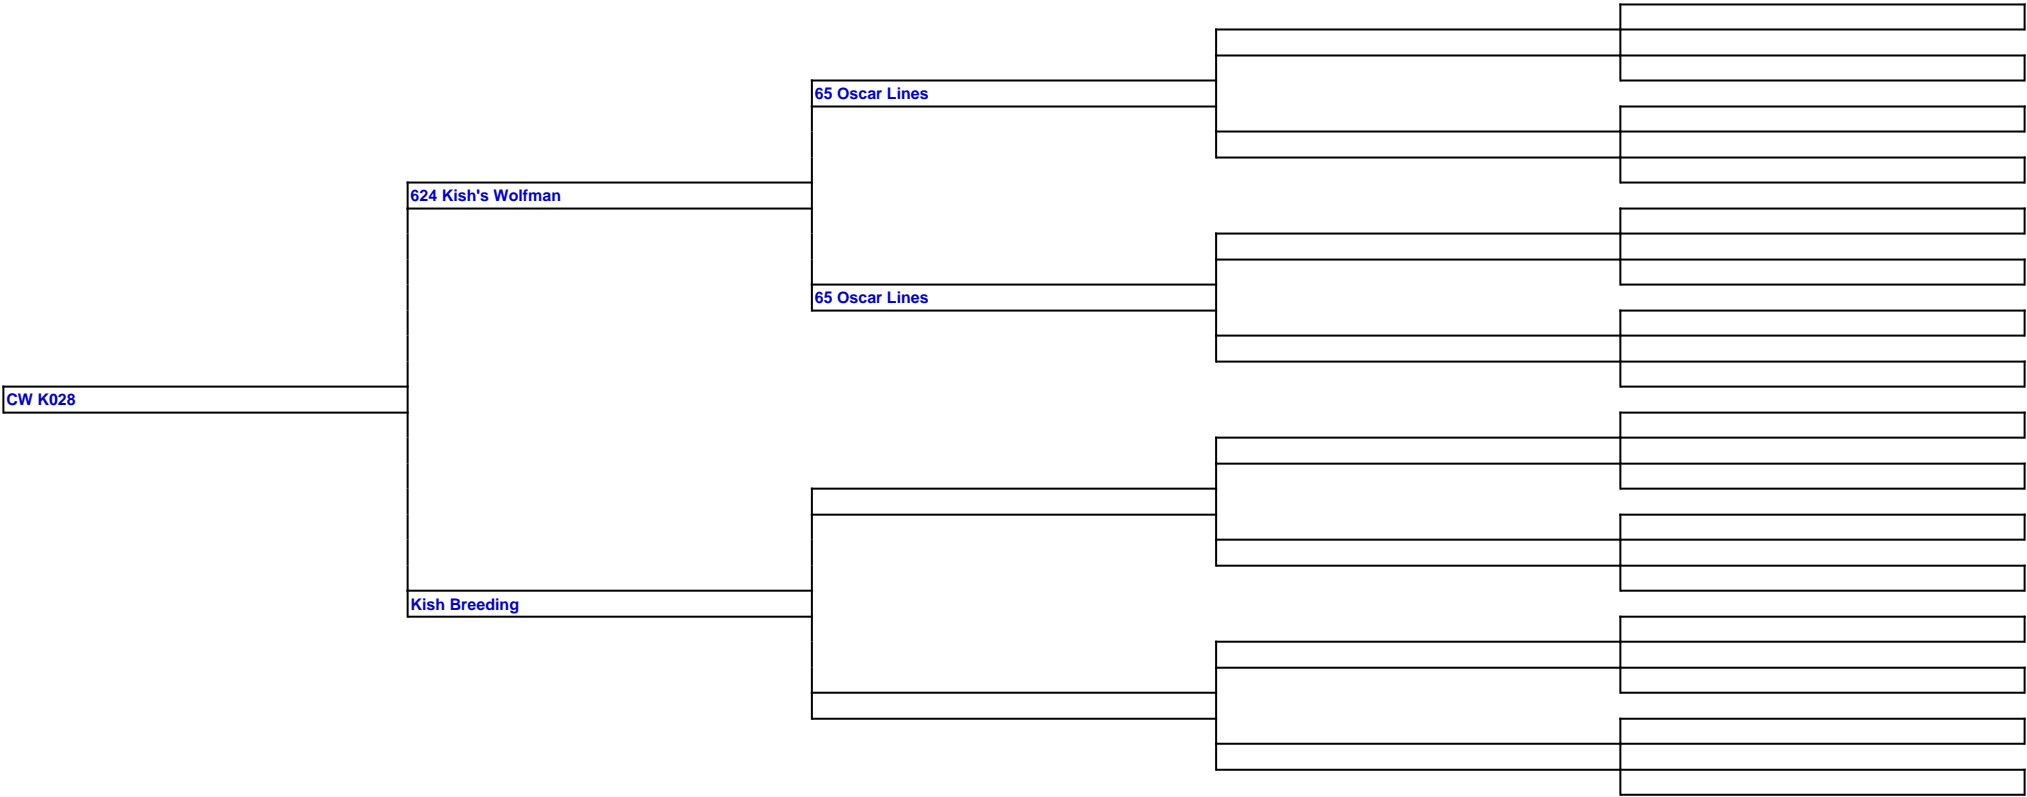 65 Oscar Lines
624 Kish's Wolfman
65 Oscar Lines
CW K028
Kish Breeding